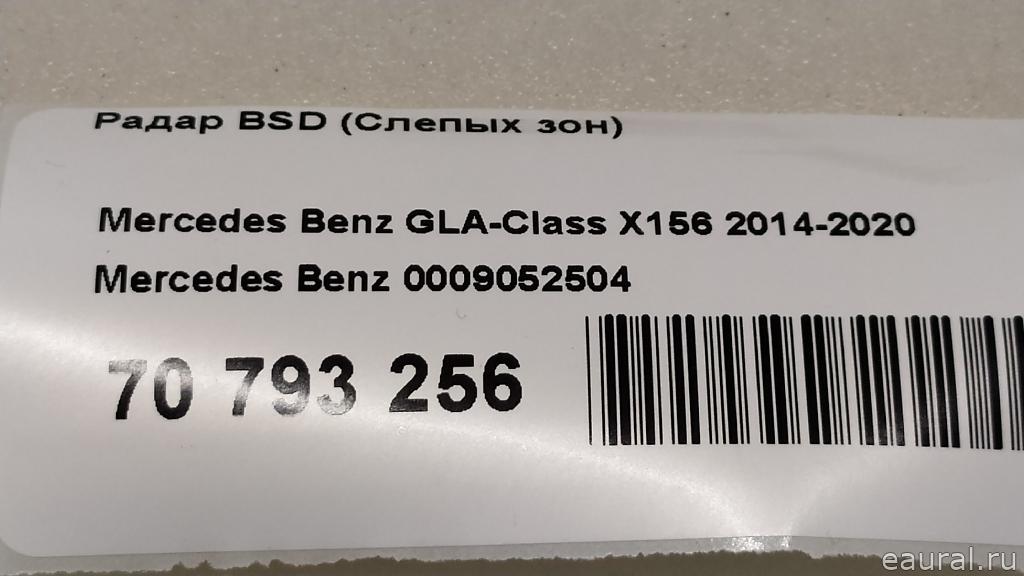 Радар BSD (Слепых зон)
Mercedes Benz GLA-Class X156 2014-2020
Mercedes Benz 0009052504
70 793 256
eaural.ru